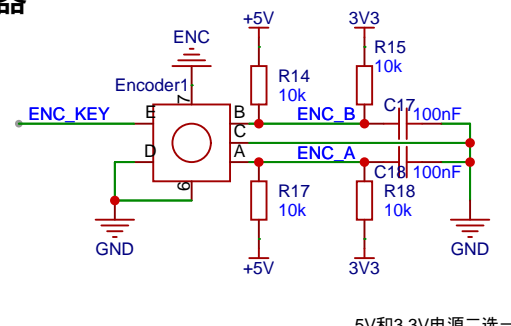 器
+5V
3V3
ENC
R15
10k
R14
10k
Encoder1
7
C17
100nF
ENC_KEY
E
B
ENC_B
C
D
A
ENC_A
C18
100nF
6
R17
10k
R18
10k
GND
GND
+5V
3V3
5V和3.3V电源二选一